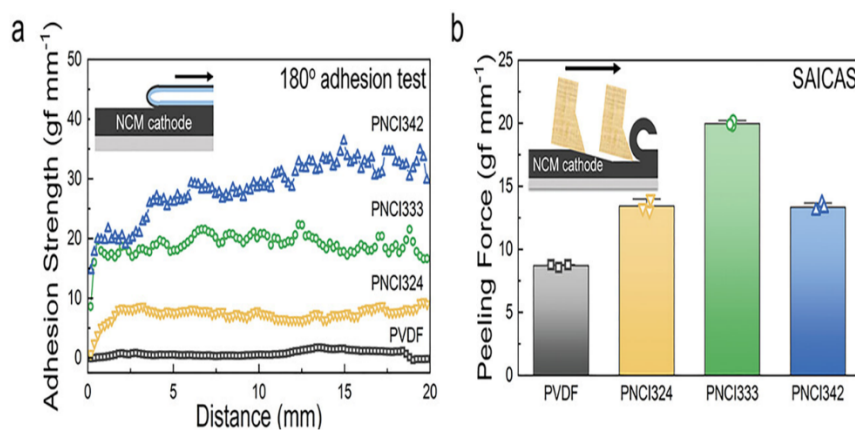 a
180º adhesion test
NCM cathode
PNCI342
PNCI333
PNCI324
PVDF
Adhesion Strength (gf mm⁻¹)
50
40
30
20
10
0
0
5
10
15
20
Distance (mm)
b
SAICAS
NCM cathode
Peeling Force (gf mm⁻¹)
25
20
15
10
5
0
PVDF
PNCI324
PNCI333
PNCI342